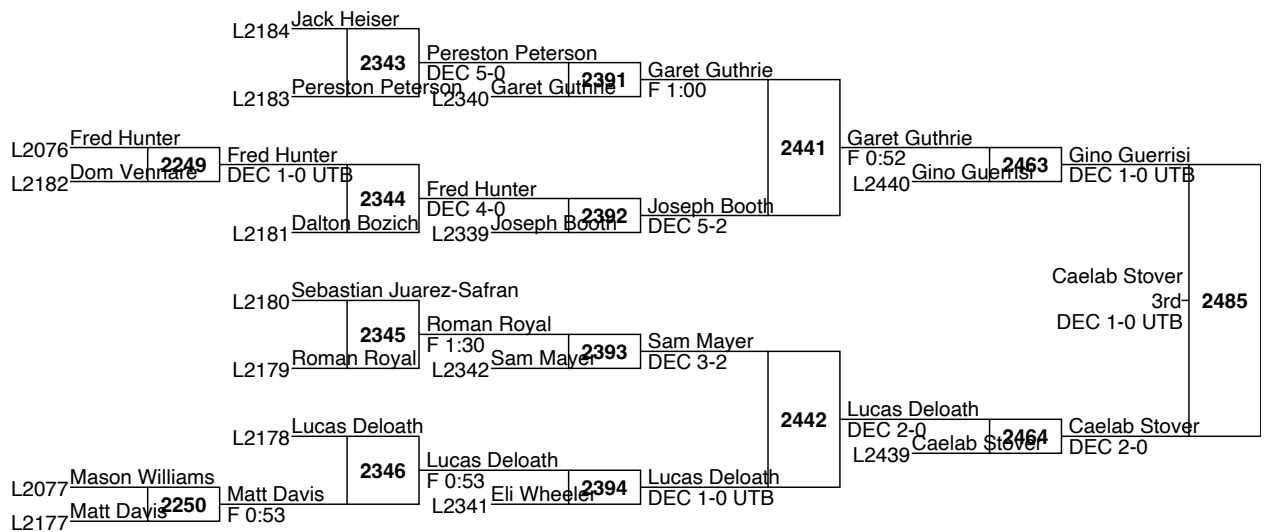 Jack Heiser
L2184
2343
Pereston Peterson
DEC 5-0
L2183
Pereston Peterson
L2340
Garet Guthrie
2391
Garet Guthrie
F 1:00
2441
Garet Guthrie
F 0:52
L2076
Fred Hunter
L2182
Dom Vennare
2249
Fred Hunter
DEC 1-0 UTB
2344
Fred Hunter
DEC 4-0
L2181
Dalton Bozich
L2339
Joseph Booth
2392
Joseph Booth
DEC 5-2
L2440
Gino Guerrisi
2463
Gino Guerrisi
DEC 1-0 UTB
Caelab Stover
3rd
DEC 1-0 UTB
2485
Sebastian Juarez-Safran
L2180
2345
Roman Royal
F 1:30
L2179
Roman Royal
L2342
Sam Mayer
2393
Sam Mayer
DEC 3-2
2442
Lucas Deloath
DEC 2-0
L2178
Lucas Deloath
2346
Lucas Deloath
F 0:53
L2077
Mason Williams
L2177
Matt Davis
2250
Matt Davis
F 0:53
L2341
Eli Wheeler
2394
Lucas Deloath
DEC 1-0 UTB
L2439
Caelab Stover
2464
Caelab Stover
DEC 2-0